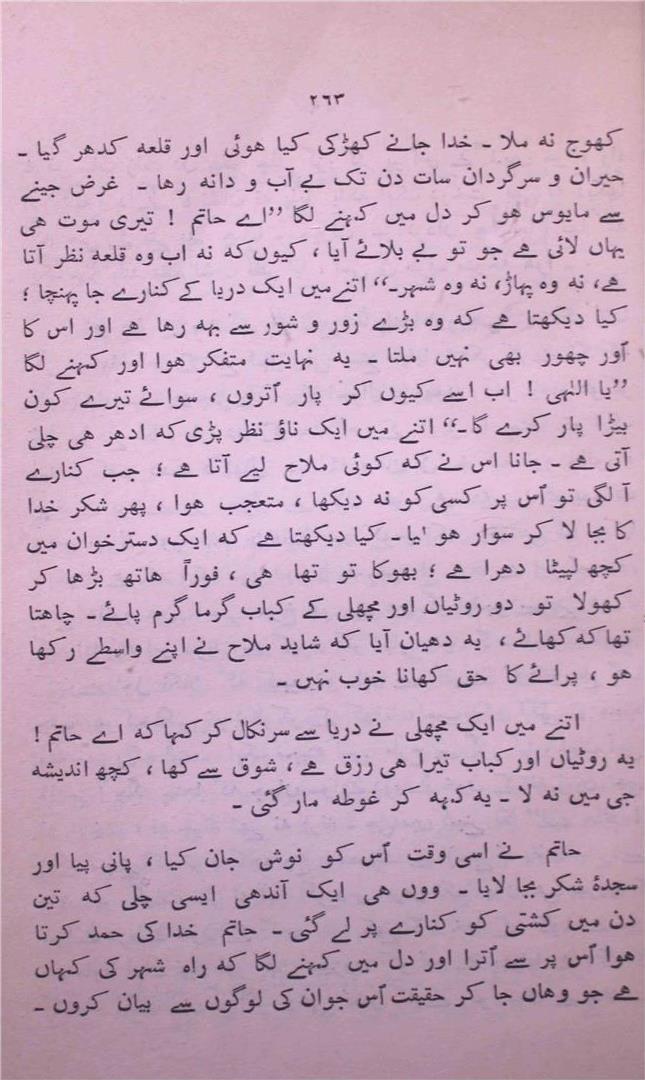 ۲۶۳
کھوج نہ ملا ۔ خدا جانے کھڑکی کیا ہوئی اور قلعہ کدھر گیا ۔
حیران و سرگردان سات دن تک بے آب و دانہ رہا ۔ غرض جینے
سے مایوس ہو کر دل میں کہنے لگا ”اے حاتم ! تیری موت ہی
یہاں لائی ہے جو تو بے بلائے آیا ، کیوں کہ نہ اب وہ قلعہ نظر آتا
ہے، نہ وہ پہاڑ، نہ وہ شہر۔“ اتنے میں ایک دریا کے کنارے جا پہنچا ؛
کیا دیکھتا ہے کہ وہ بڑے زور و شور سے بہہ رہا ہے اور اس کا
اُور چھور بھی نہیں ملتا ۔ یہ نہایت متفکر ہوا اور کہنے لگا
”یا الٰہی ! اب اسے کیوں کر پار اُتروں ، سوائے تیرے کون
بیڑا پار کرے گا۔“ اتنے میں ایک ناؤ نظر پڑی کہ ادھر ہی چلی
آتی ہے ۔ جانا اس نے کہ کوئی ملاح لیے آتا ہے ؛ جب کنارے
آ لگی تو اُس پر کسی کو نہ دیکھا ، متعجب ہوا ، پھر شکر خدا
کا بجا لا کر سوار ہو لیا ۔ کیا دیکھتا ہے کہ ایک دسترخوان میں
کچھ لپیٹا دھرا ہے ؛ بھوکا تو تھا ہی ، فوراً ہاتھ بڑھا کر
کھولا تو دو روٹیاں اور مچھلی کے کباب گرما گرم پائے ۔ چاہتا
تھا کہ کھائے ، یہ دھیان آیا کہ شاید ملاح نے اپنے واسطے رکھا
ہو ، پرائے کا حق کھانا خوب نہیں ۔
اتنے میں ایک مچھلی نے دریا سے سر نکال کر کہا کہ اے حاتم !
یہ روٹیاں اور کباب تیرا ہی رزق ہے ، شوق سے کھا ، کچھ اندیشہ
جی میں نہ لا ۔ یہ کہہ کر غوطہ مار گئی ۔
حاتم نے اسی وقت اُس کو نوش جان کیا ، پانی پیا اور
سجدۂ شکر بجا لایا ۔ ووں ہی ایک آندھی ایسی چلی کہ تین
دن میں کشتی کو کنارے پر لے گئی ۔ حاتم خدا کی حمد کرتا
ہوا اُس پر سے اُترا اور دل میں کہنے لگا کہ راہ شہر کی کہاں
ہے جو وہاں جا کر حقیقت اُس جوان کی لوگوں سے بیان کروں ۔